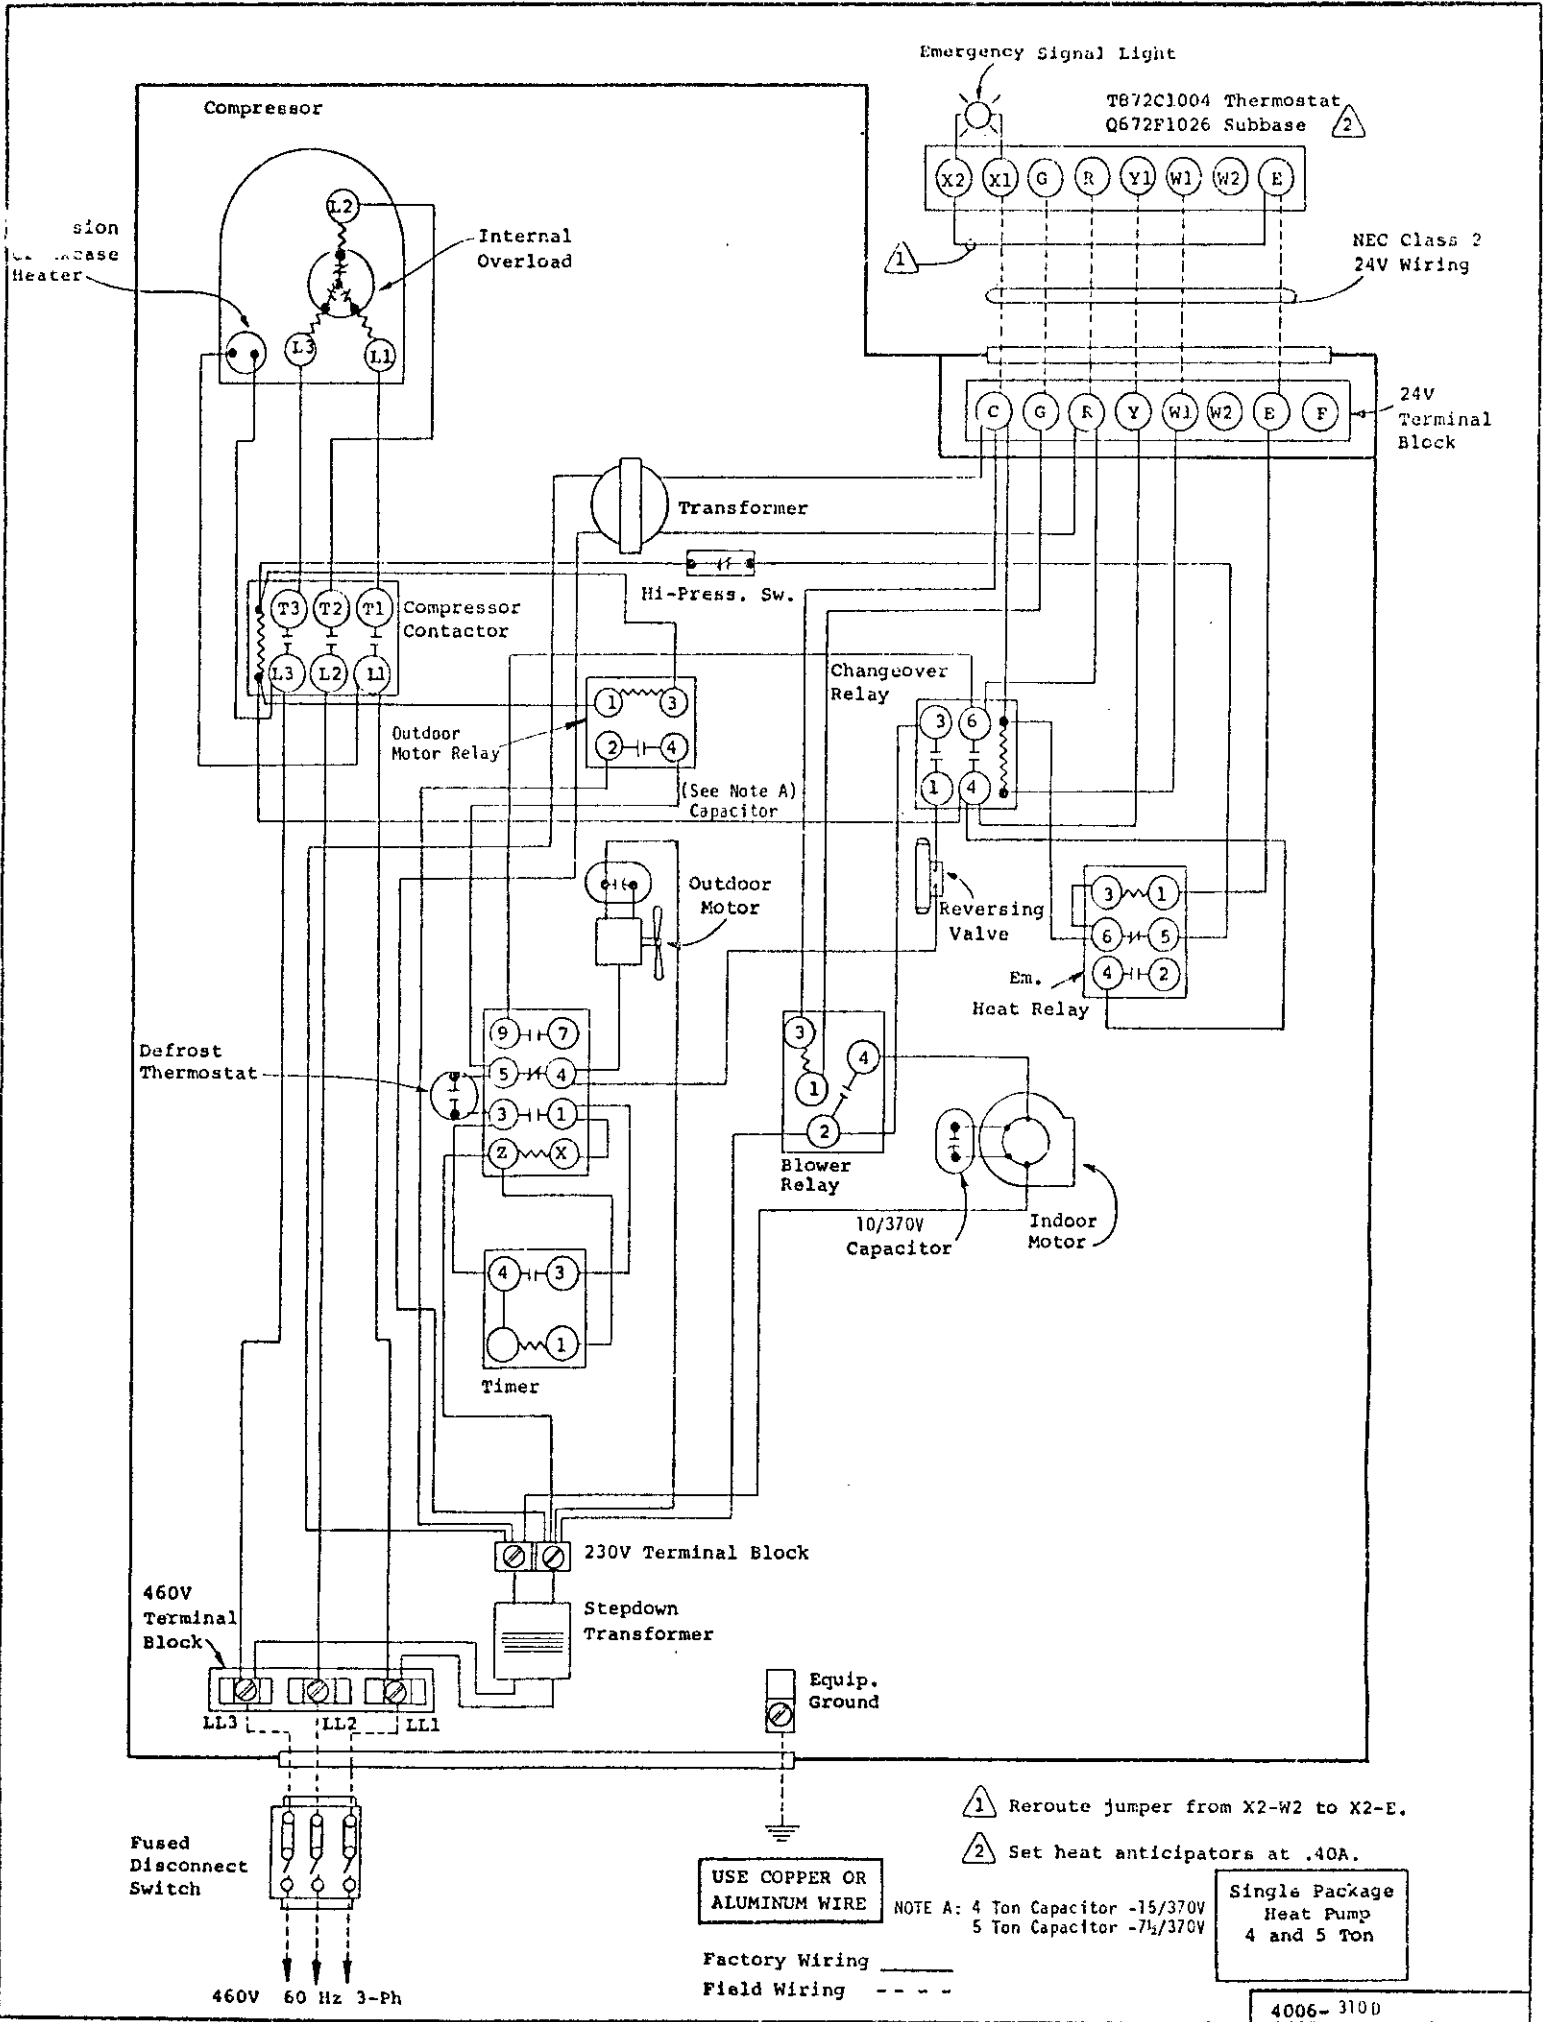 Emergency Signal Light
T872C1004 Thermostat
Q672F1026 Subbase
2
X2 X1 G R Y1 W1 W2 E
1
NEC Class 2
24V Wiring
Compressor
L2
sion
Heater
Internal
Overload
L3
L1
C G R Y W1 W2 E F
24V
Terminal
Block
Transformer
Hi-Press. Sw.
T3 T2 T1
Compressor
Contactor
L3 L2 L1
1 3
2 4
Outdoor
Motor Relay
(See Note A)
Capacitor
Changeover
Relay
3 6
1 4
Outdoor
Motor
Reversing
Valve
3 1
6 5
4 2
Em.
Heat Relay
Defrost
Thermostat
9 7
5 4
3 1
Z X
3
4
1
2
Blower
Relay
10/370V
Capacitor
Indoor
Motor
4 3
1
Timer
230V Terminal Block
Stepdown
Transformer
460V
Terminal
Block
LL3 LL2 LL1
Equip.
Ground
Fused
Disconnect
Switch
460V 60 Hz 3-Ph
1 Reroute jumper from X2-W2 to X2-E.
2 Set heat anticipators at .40A.
USE COPPER OR
ALUMINUM WIRE
NOTE A: 4 Ton Capacitor -15/370V
5 Ton Capacitor -7½/370V
Single Package
Heat Pump
4 and 5 Ton
Factory Wiring
Field Wiring
4006-310D